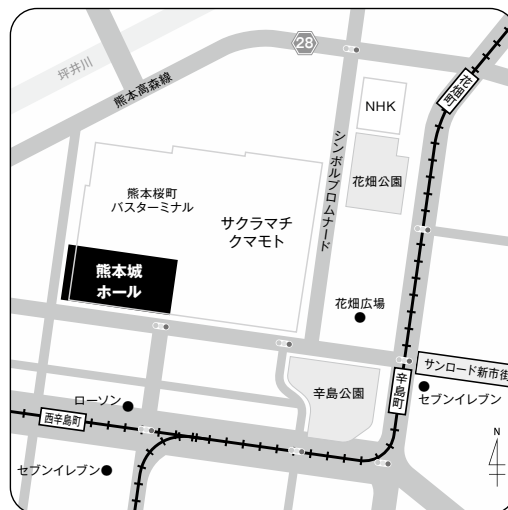 28
坪井川
熊本高森線
花畑町
NHK
シンボルプロムナード
花畑公園
熊本桜町
バスターミナル
サクラマチ
クマモト
熊本城
ホール
花畑広場
サンロード新市街
辛島公園
辛島町
セブンイレブン
ローソン
西辛島町
セブンイレブン
N